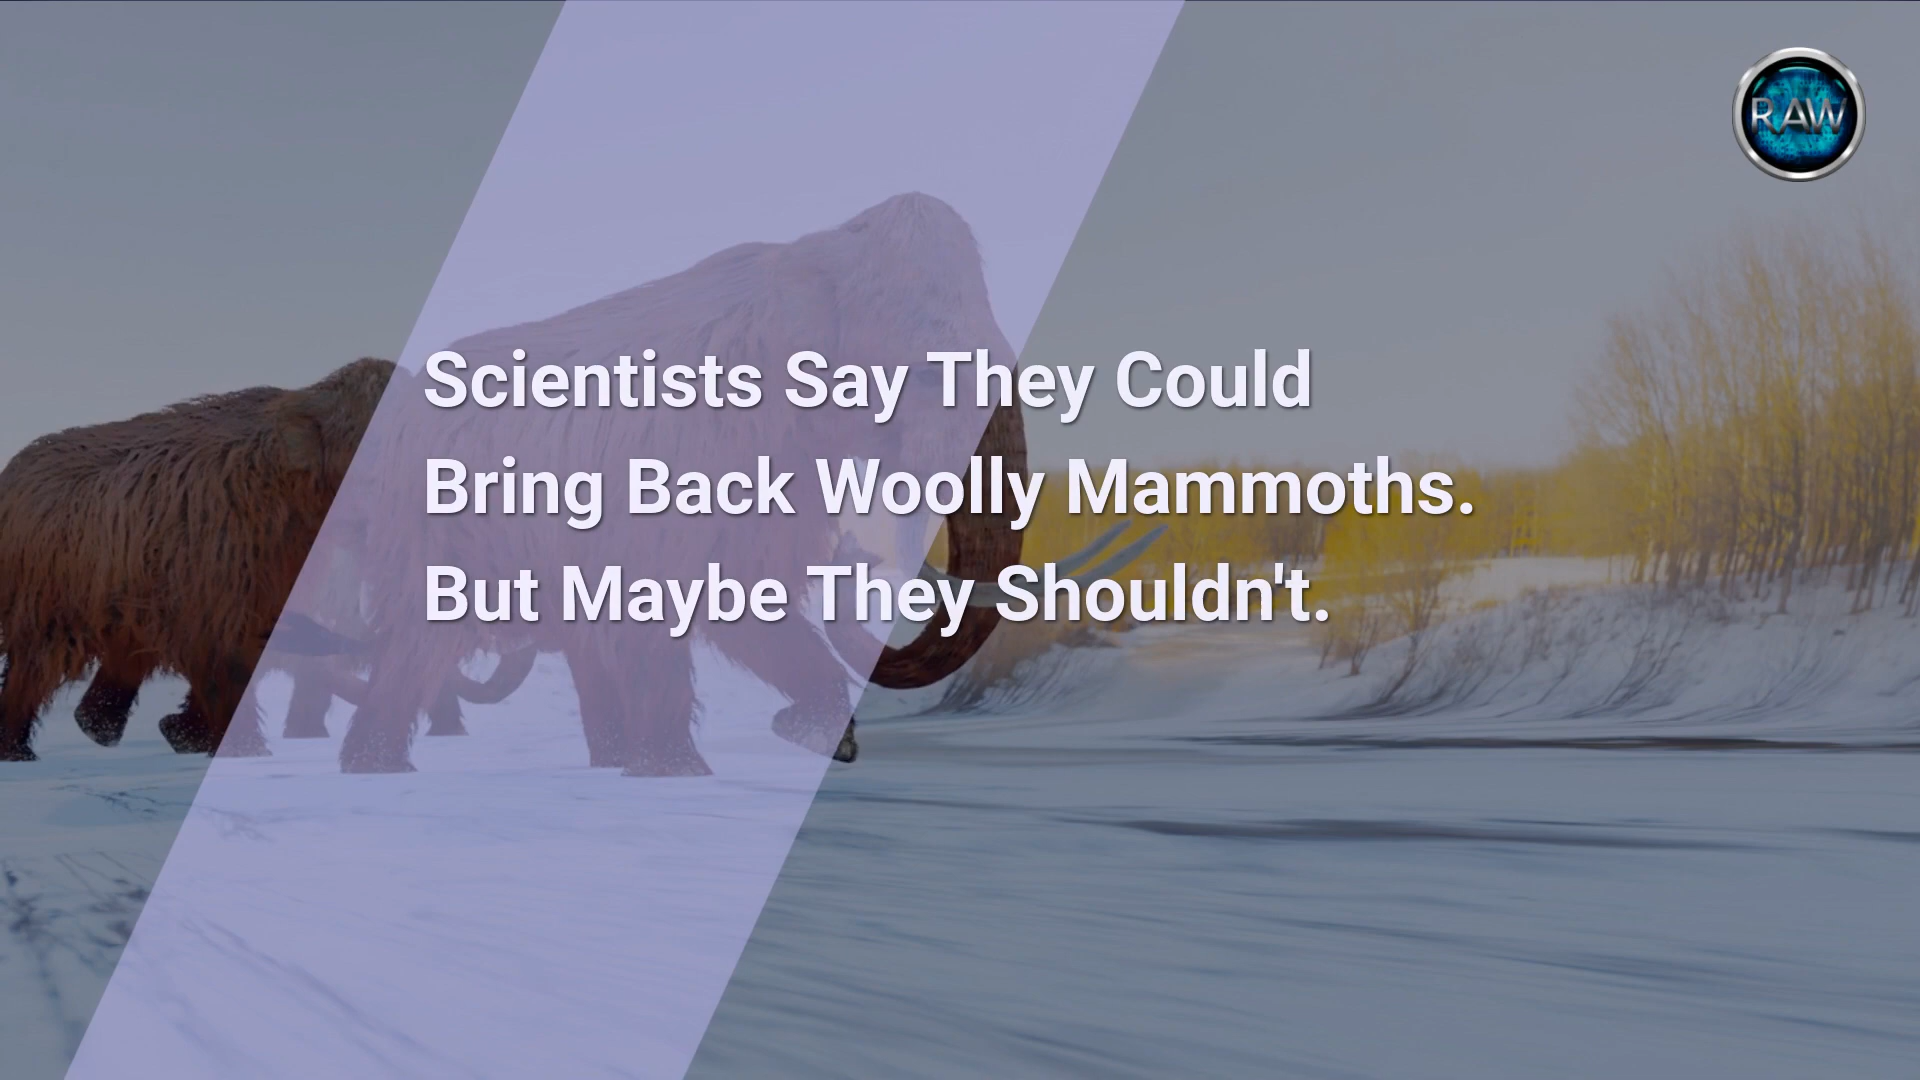 RAW
Scientists Say They Could
Bring Back Woolly Mammoths.
But Maybe They Shouldn't.